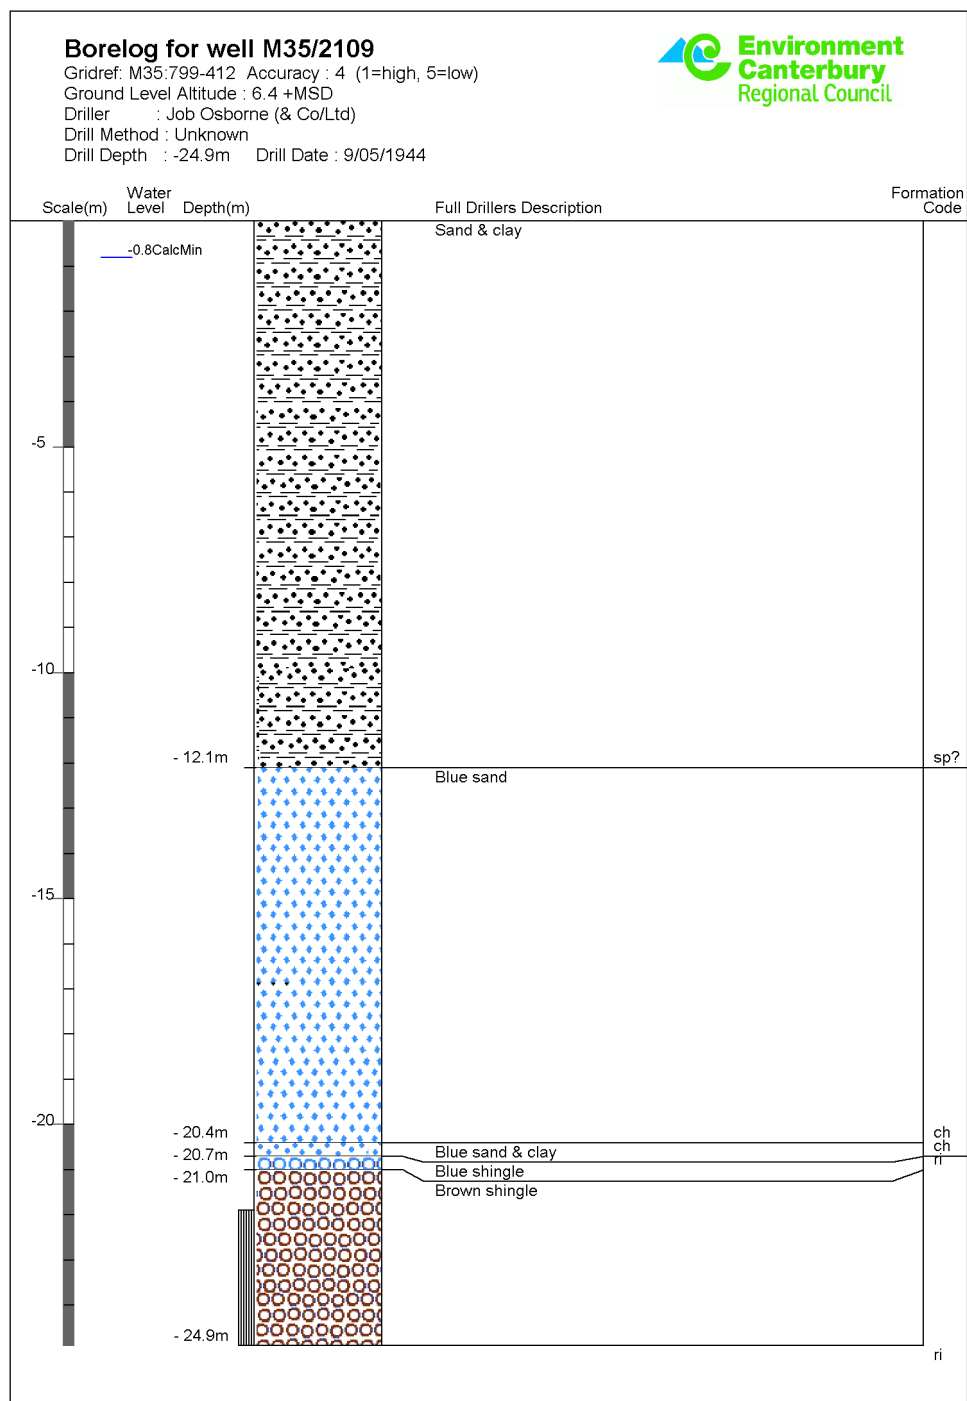 Borelog for well M35/2109
Gridref: M35:799-412 Accuracy : 4 (1=high, 5=low)
Ground Level Altitude : 6.4 +MSD
Driller : Job Osborne (& Co/Ltd)
Drill Method : Unknown
Drill Depth : -24.9m Drill Date : 9/05/1944
Environment
Canterbury
Regional Council
Scale(m)
Water
Level
Depth(m)
Full Drillers Description
Formation
Code
Sand & clay
-0.8CalcMin
-5
-10
- 12.1m
sp?
Blue sand
-15
-20
- 20.4m
ch
- 20.7m
Blue sand & clay
ch
ri
- 21.0m
Blue shingle
Brown shingle
- 24.9m
ri